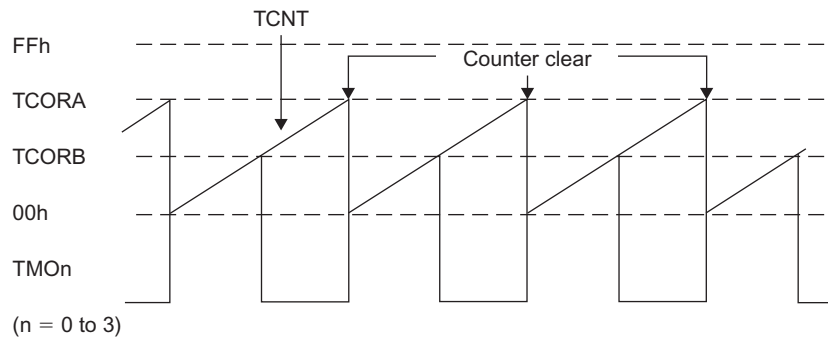 TCNT
FFh
Counter clear
TCORA
TCORB
00h
TMOn
(n = 0 to 3)